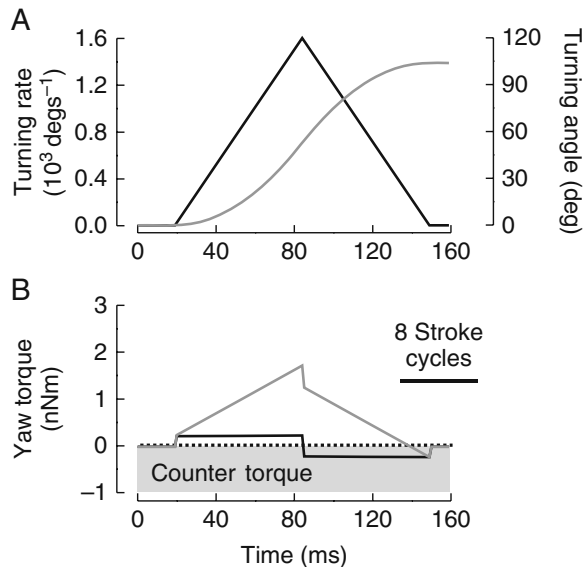 A
Turning rate
(10³ degs⁻¹)
1.6
1.2
0.8
0.4
0.0
120
90
60
30
0
Turning angle (deg)
0 40 80 120 160
B
Yaw torque
(nNm)
3
2
1
0
−1
8 Stroke
cycles
Counter torque
0 40 80 120 160
Time (ms)